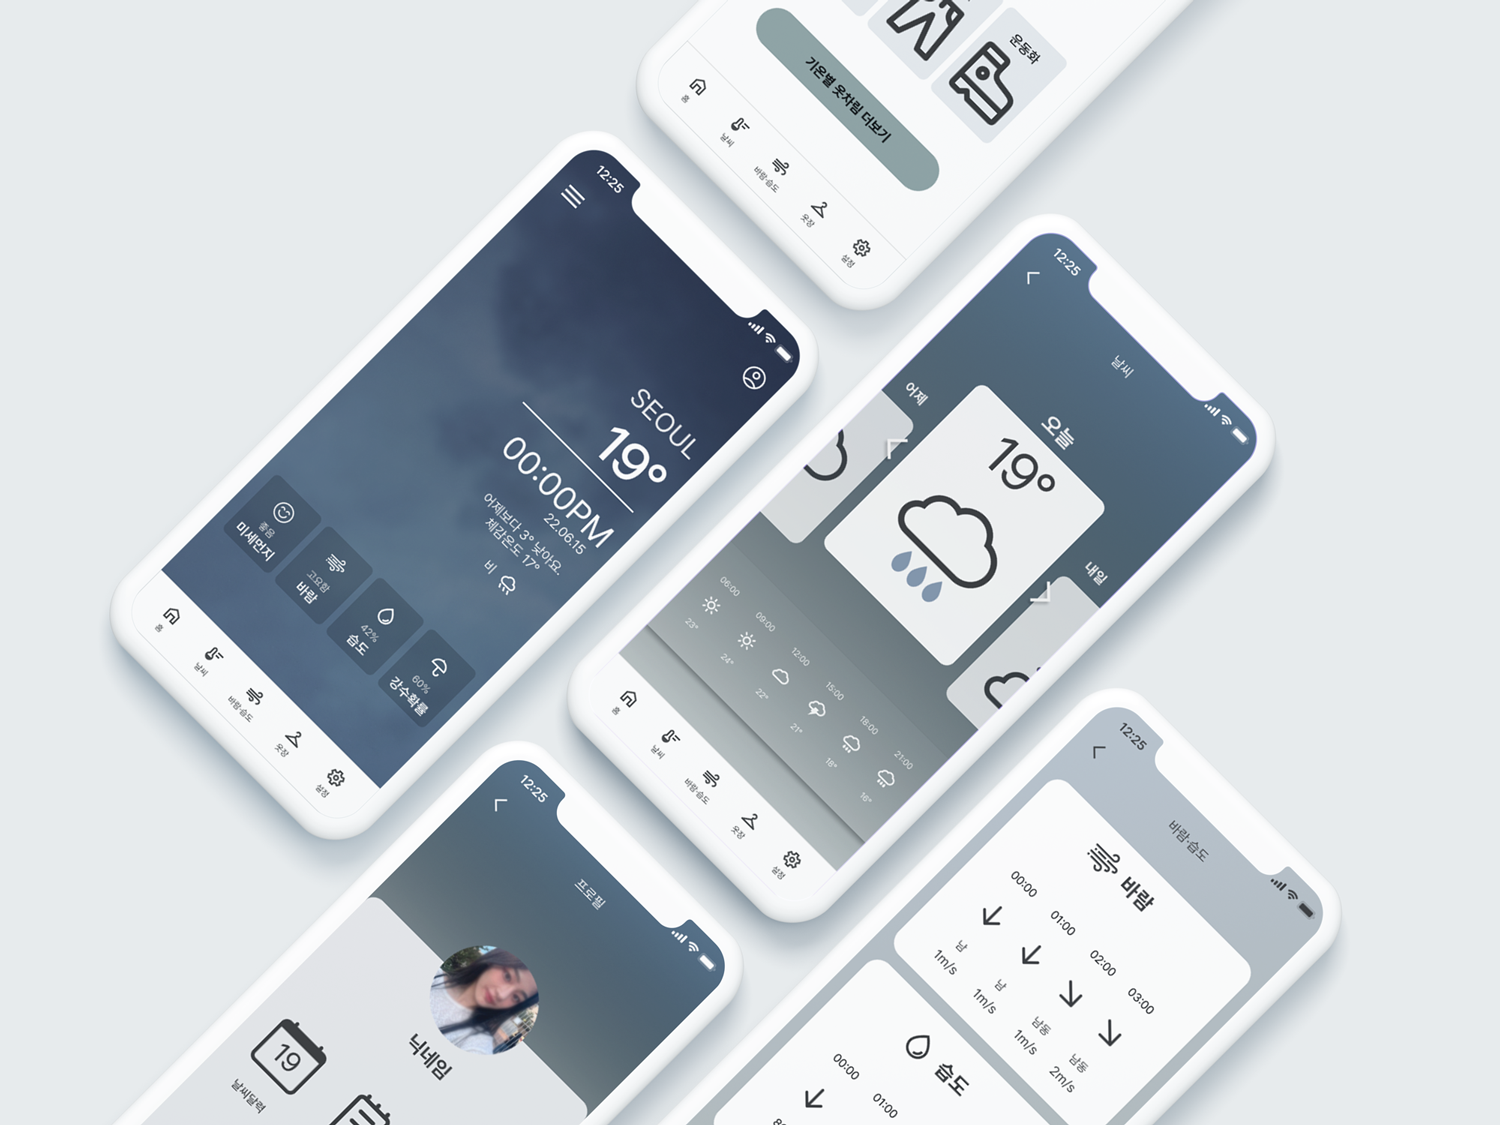 운동화
기온별 옷차림 더보기
홈
날씨
바람·습도
옷장
설정
12:25
SEOUL
19°
00:00PM
22.06.15
어제보다 3° 낮아요.
체감온도 17°
비
좋음
미세먼지
고요함
바람
42%
습도
60%
강수확률
홈
날씨
바람·습도
옷장
설정
12:25
날씨
어제
오늘
19°
내일
06:00
09:00
12:00
15:00
18:00
21:00
23°
24°
22°
21°
18°
16°
홈
날씨
바람·습도
옷장
설정
12:25
프로필
닉네임
19
날씨달력
12:25
바람·습도
바람
00:00
01:00
02:00
03:00
남
남
남동
남동
1m/s
1m/s
1m/s
2m/s
습도
00:00
01:00